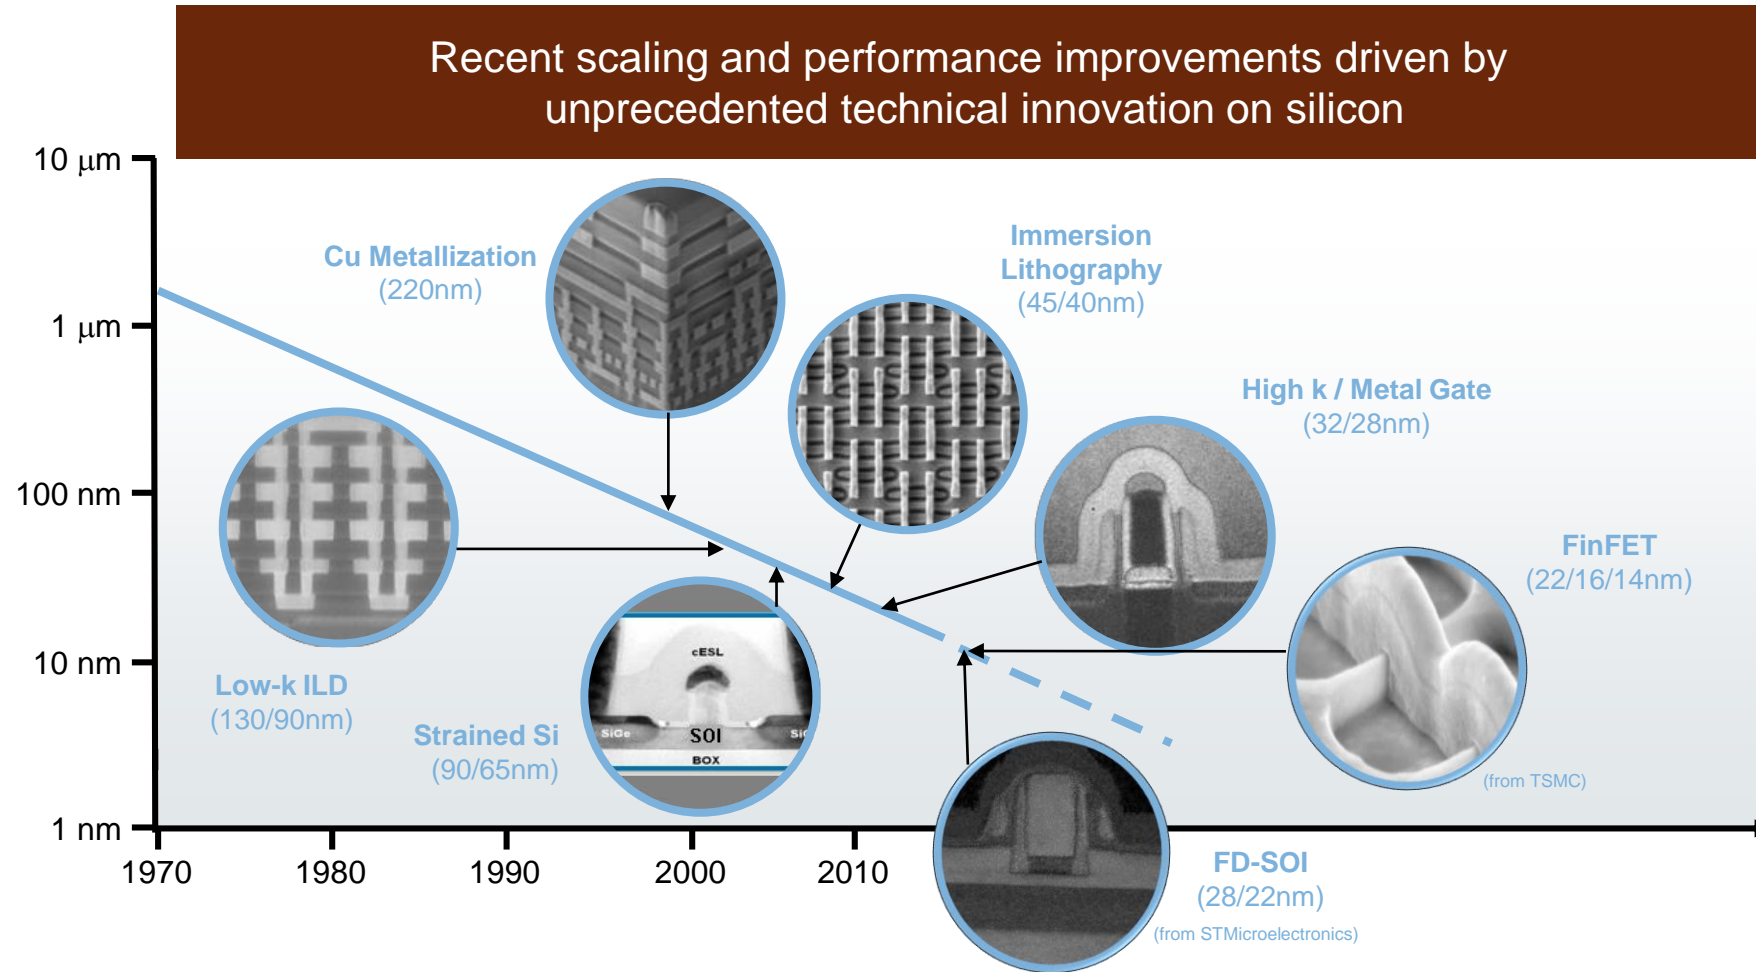 Recent scaling and performance improvements driven by
unprecedented technical innovation on silicon
10 μm
1 μm
100 nm
10 nm
1 nm
1970
1980
1990
2000
2010
Cu Metallization
(220nm)
Immersion
Lithography
(45/40nm)
High k / Metal Gate
(32/28nm)
FinFET
(22/16/14nm)
(from TSMC)
Low-k ILD
(130/90nm)
Strained Si
(90/65nm)
cESL
SiGe
SOI
BOX
FD-SOI
(28/22nm)
(from STMicroelectronics)